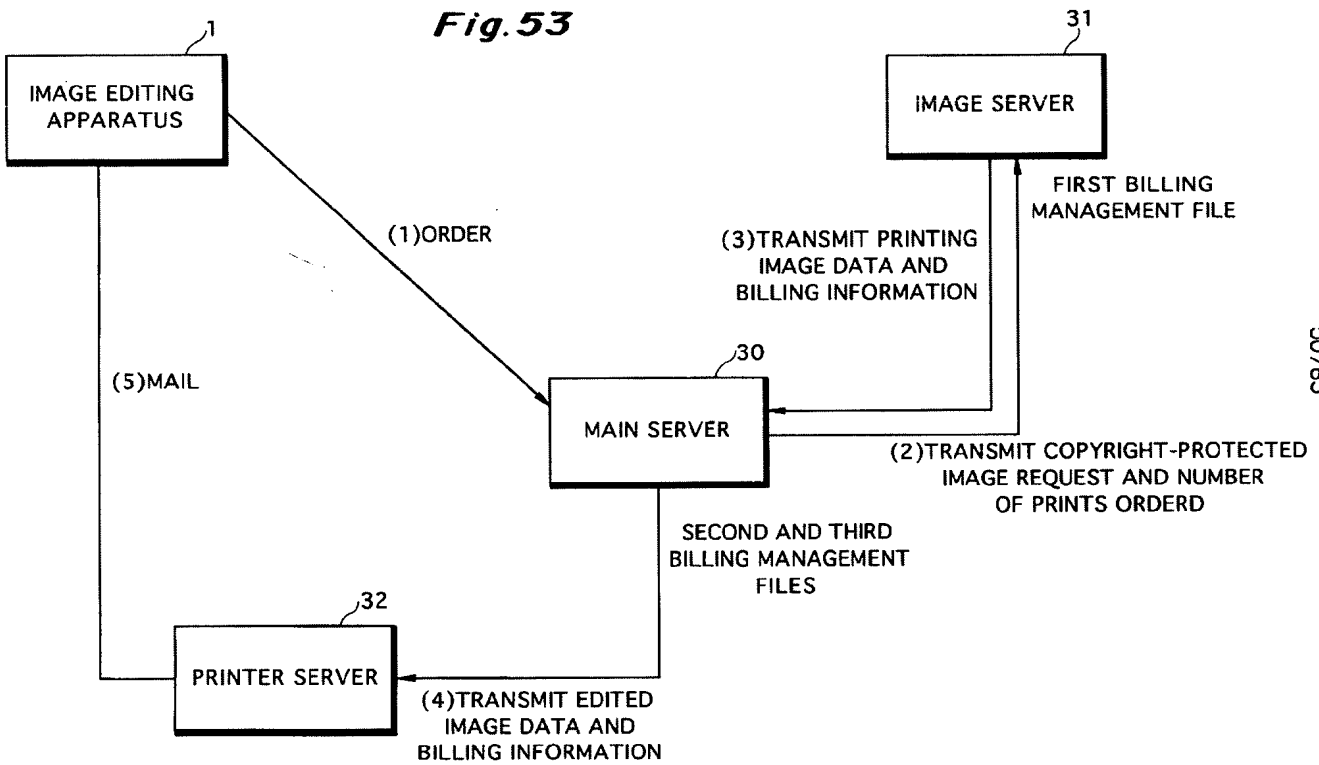 Fig.53
1
IMAGE EDITING
APPARATUS
31
IMAGE SERVER
FIRST BILLING
MANAGEMENT FILE
(1)ORDER
(3)TRANSMIT PRINTING
IMAGE DATA AND
BILLING INFORMATION
(5)MAIL
30
MAIN SERVER
(2)TRANSMIT COPYRIGHT-PROTECTED
IMAGE REQUEST AND NUMBER
OF PRINTS ORDERD
SECOND AND THIRD
BILLING MANAGEMENT
FILES
32
PRINTER SERVER
(4)TRANSMIT EDITED
IMAGE DATA AND
BILLING INFORMATION